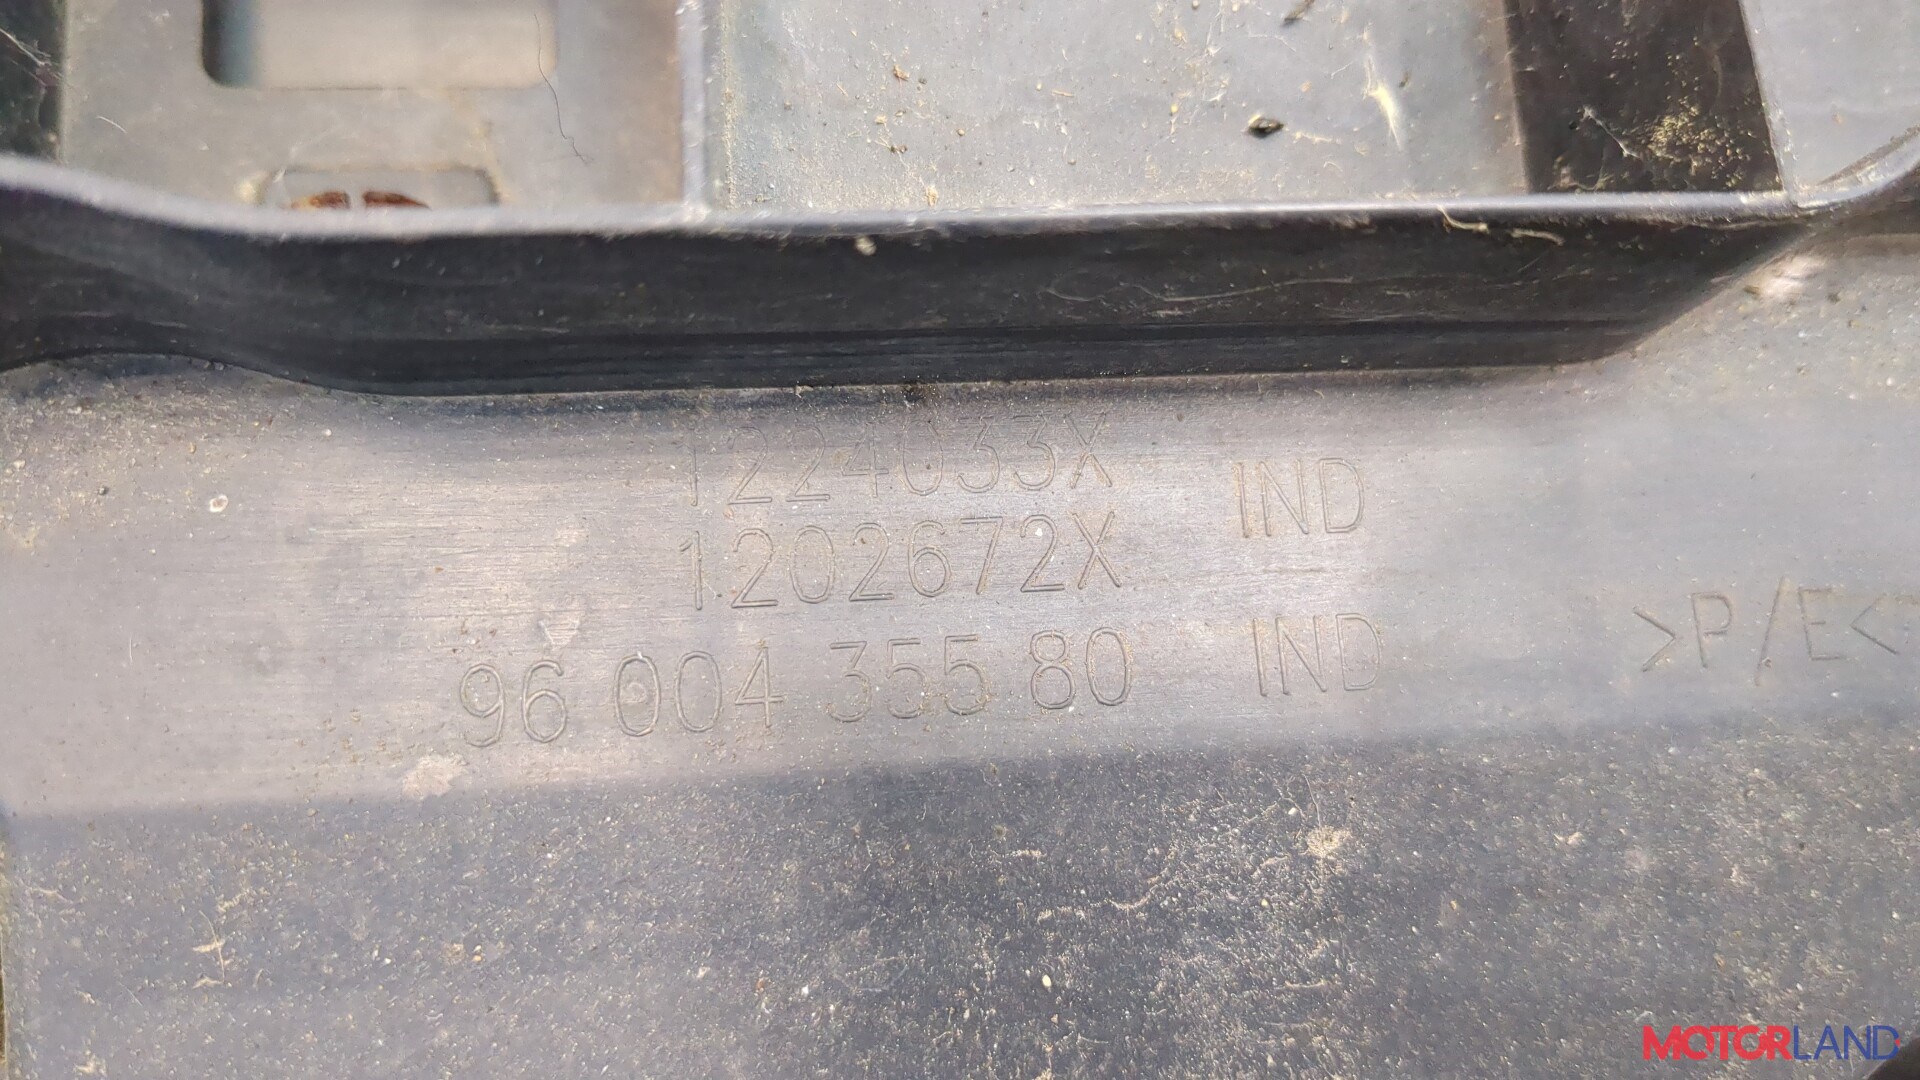 1224033X
IND
1202672X
96 004 355 80
IND
>P/E<
MOTORLAND